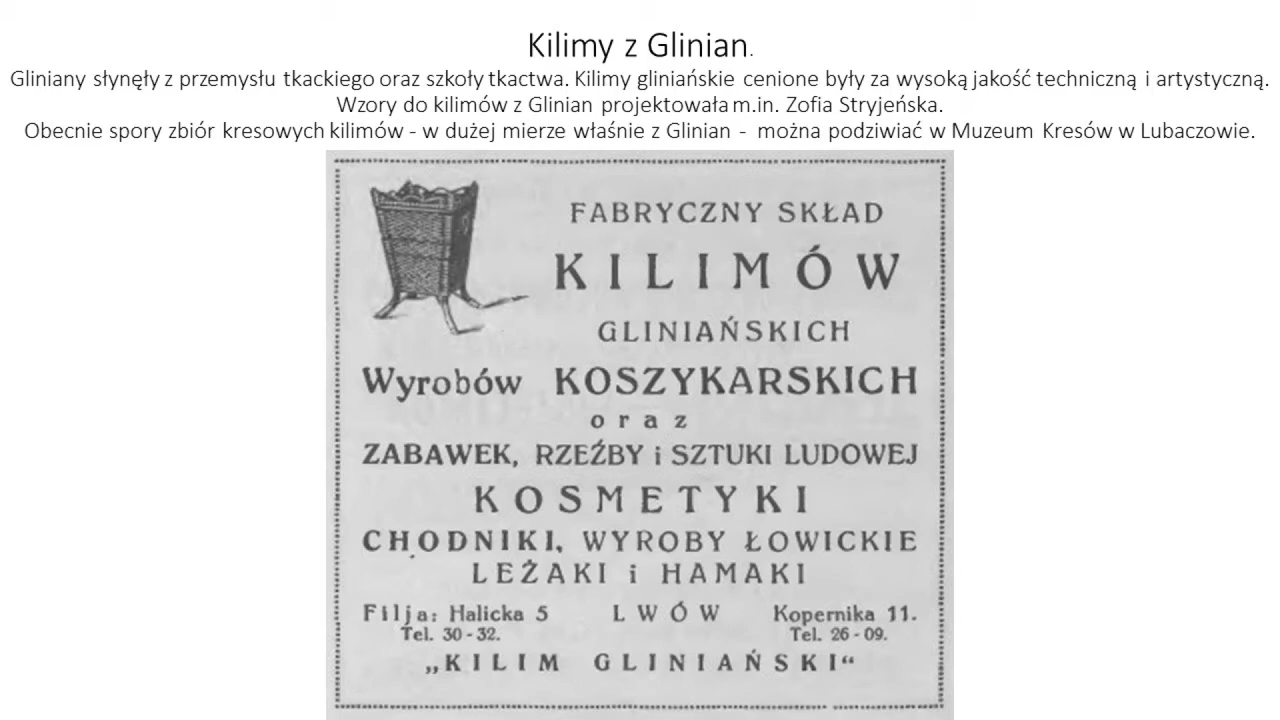 Kilimy z Glinian.
Gliniany słynęły z przemysłu tkackiego oraz szkoły tkactwa. Kilimy gliniańskie cenione były za wysoką jakość techniczną i artystyczną.
Wzory do kilimów z Glinian projektowała m.in. Zofia Stryjeńska.
Obecnie spory zbiór kresowych kilimów - w dużej mierze właśnie z Glinian - można podziwiać w Muzeum Kresów w Lubaczowie.
FABRYCZNY SKŁAD
KILIMÓW
GLINIAŃSKICH
Wyrobów KOSZYKARSKICH
oraz
ZABAWEK, RZEŹBY i SZTUKI LUDOWEJ
KOSMETYKI
CHODNIKI, WYROBY ŁOWICKIE
LEŻAKI i HAMAKI
Filja: Halicka 5 LWÓW Kopernika 11.
Tel. 30-32. Tel. 26-09.
„KILIM GLINIAŃSKI“